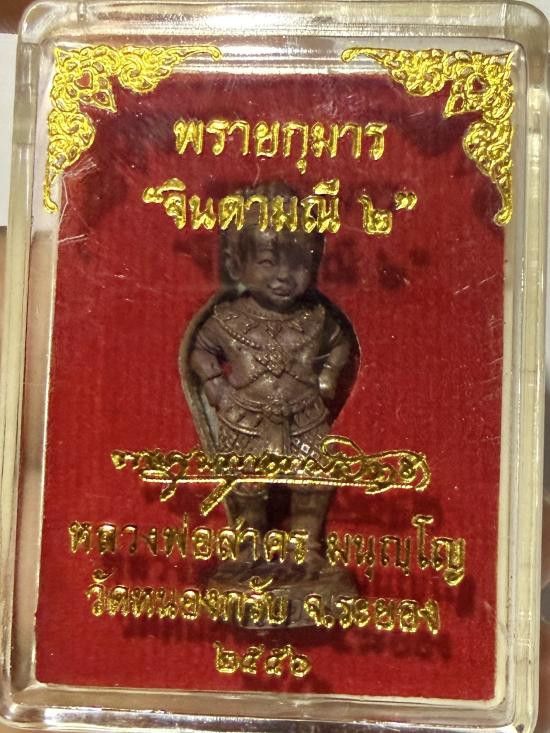 พรายกุมาร
“จินดามณี ๒”
หลวงพ่อสาคร มนุญฺโญ
วัดหนองกรับ จ.ระยอง
๒๕๕๖